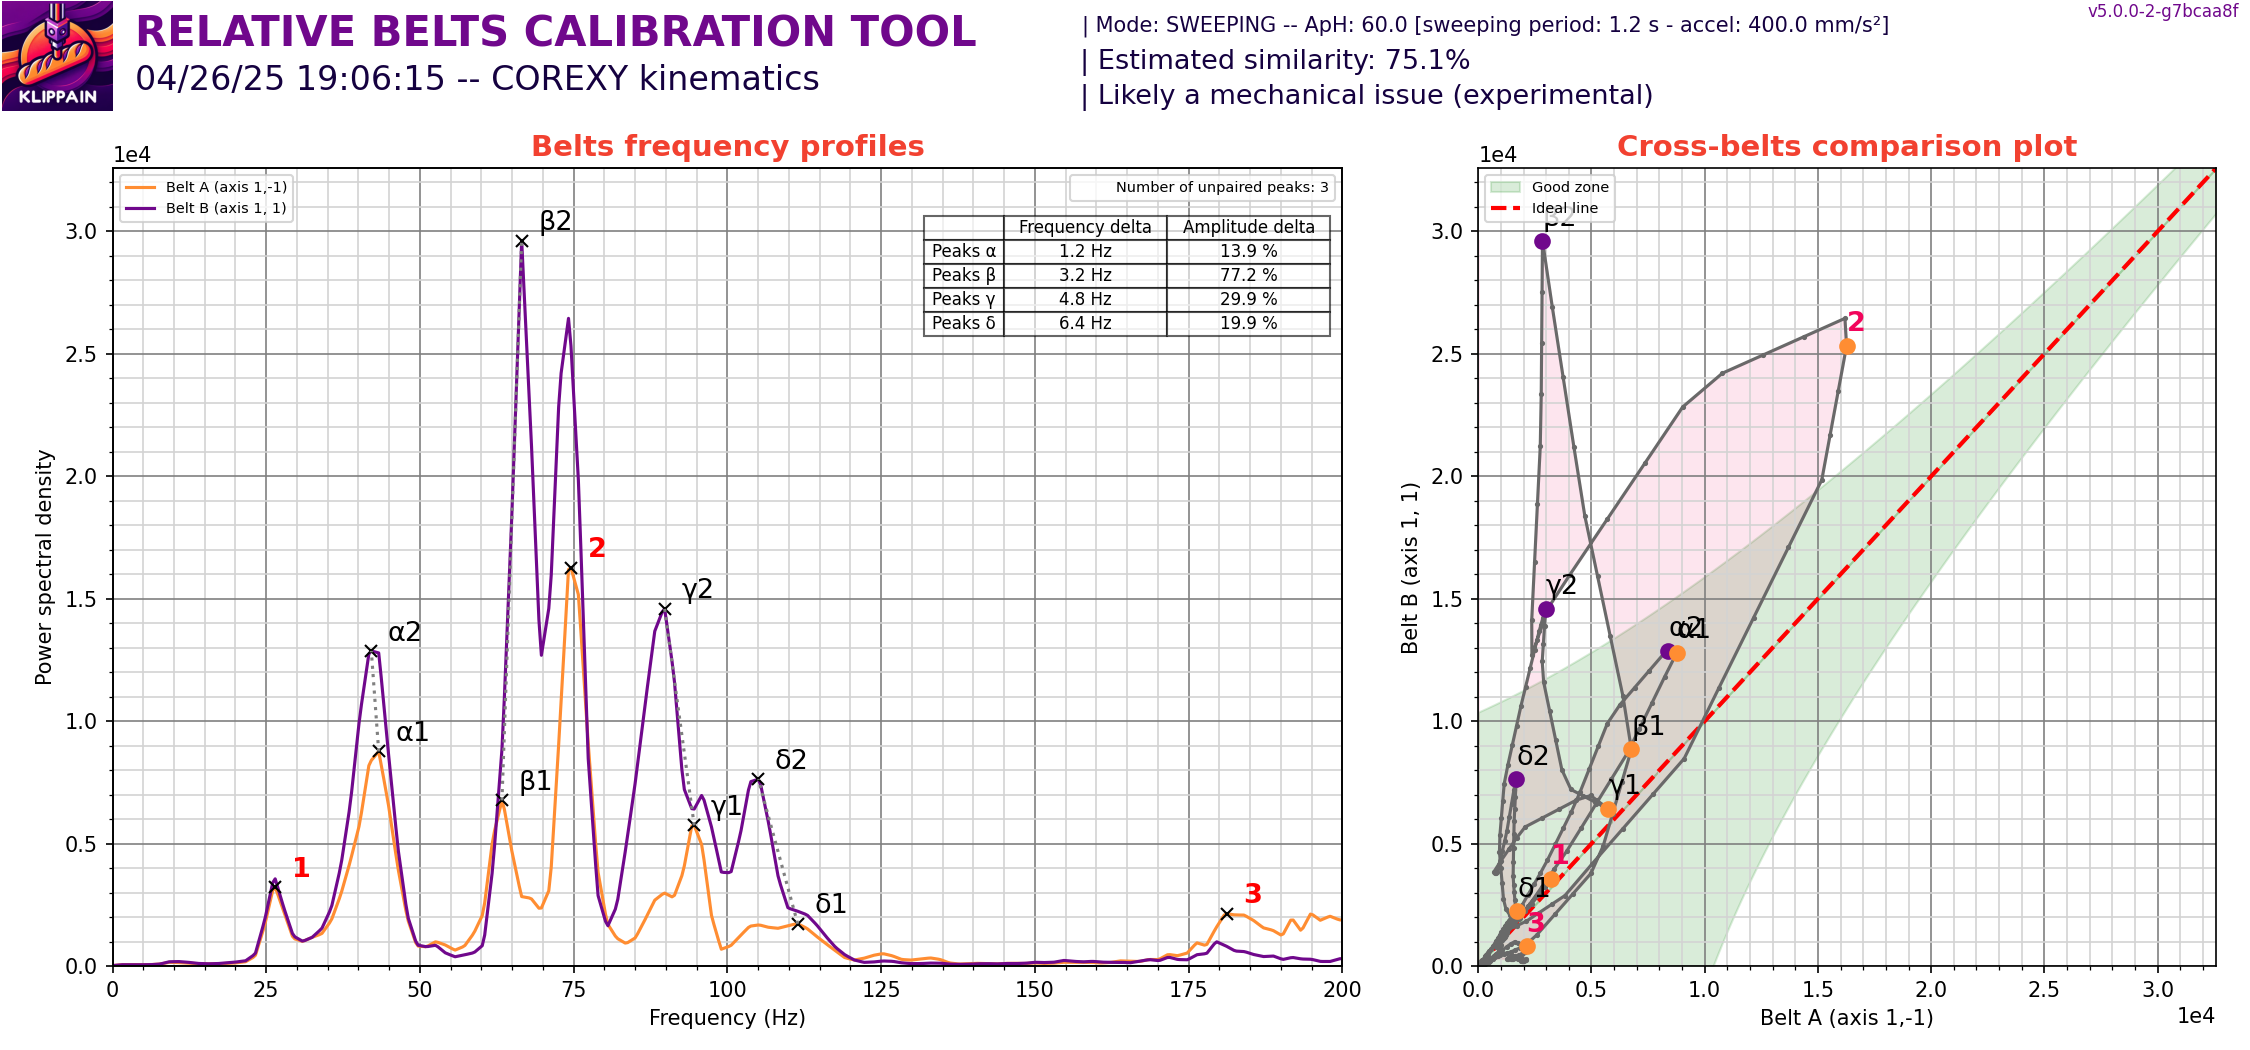 KLIPPAIN
RELATIVE BELTS CALIBRATION TOOL
04/26/25 19:06:15 -- COREXY kinematics
| Mode: SWEEPING -- ApH: 60.0 [sweeping period: 1.2 s - accel: 400.0 mm/s²]
| Estimated similarity: 75.1%
| Likely a mechanical issue (experimental)
v5.0.0-2-g7bcaa8f
Belts frequency profiles
1e4
Belt A (axis 1,-1)
Belt B (axis 1, 1)
Number of unpaired peaks: 3
Frequency delta Amplitude delta
Peaks α 1.2 Hz 13.9 %
Peaks β 3.2 Hz 77.2 %
Peaks γ 4.8 Hz 29.9 %
Peaks δ 6.4 Hz 19.9 %
β2
2
γ2
α2
α1
β1
γ1
δ2
1
δ1
3
3.0
2.5
2.0
1.5
1.0
0.5
0.0
Power spectral density
0 25 50 75 100 125 150 175 200
Frequency (Hz)
Cross-belts comparison plot
1e4
Good zone
Ideal line
β2
2
γ2
α2
α1
β1
δ2
γ1
1
δ1
3
3.0
2.5
2.0
1.5
1.0
0.5
0.0
Belt B (axis 1, 1)
0.0 0.5 1.0 1.5 2.0 2.5 3.0
Belt A (axis 1,-1)
1e4